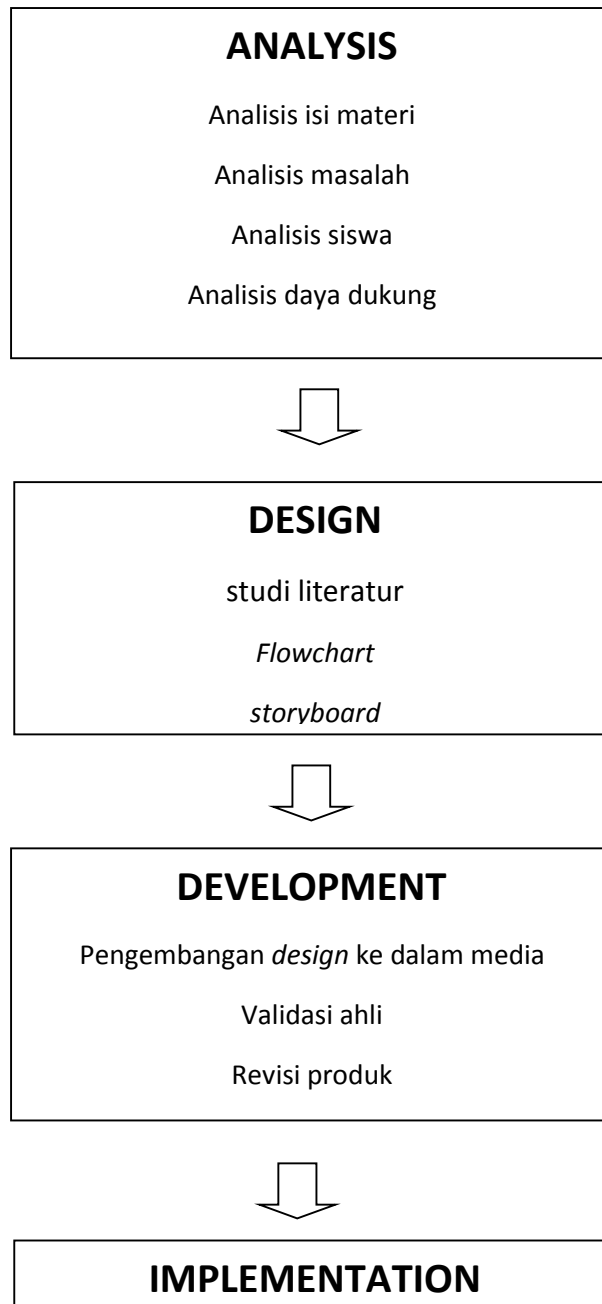 ANALYSIS
Analisis isi materi
Analisis masalah
Analisis siswa
Analisis daya dukung
DESIGN
studi literatur
Flowchart
storyboard
DEVELOPMENT
Pengembangan design ke dalam media
Validasi ahli
Revisi produk
IMPLEMENTATION